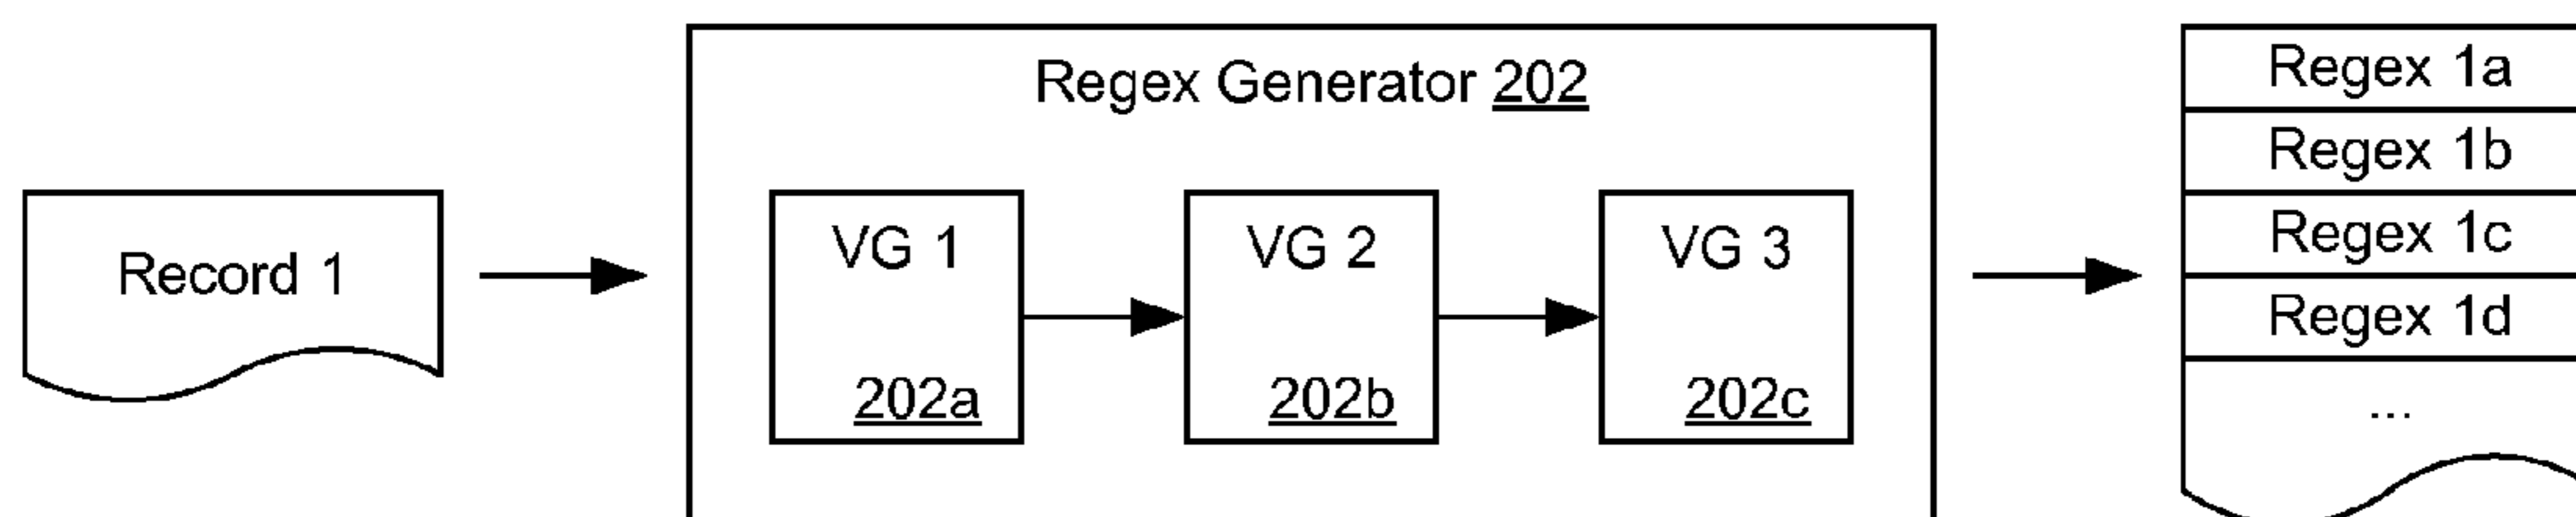 Regex Generator 202
Record 1
VG 1
202a
VG 2
202b
VG 3
202c
Regex 1a
Regex 1b
Regex 1c
Regex 1d
...